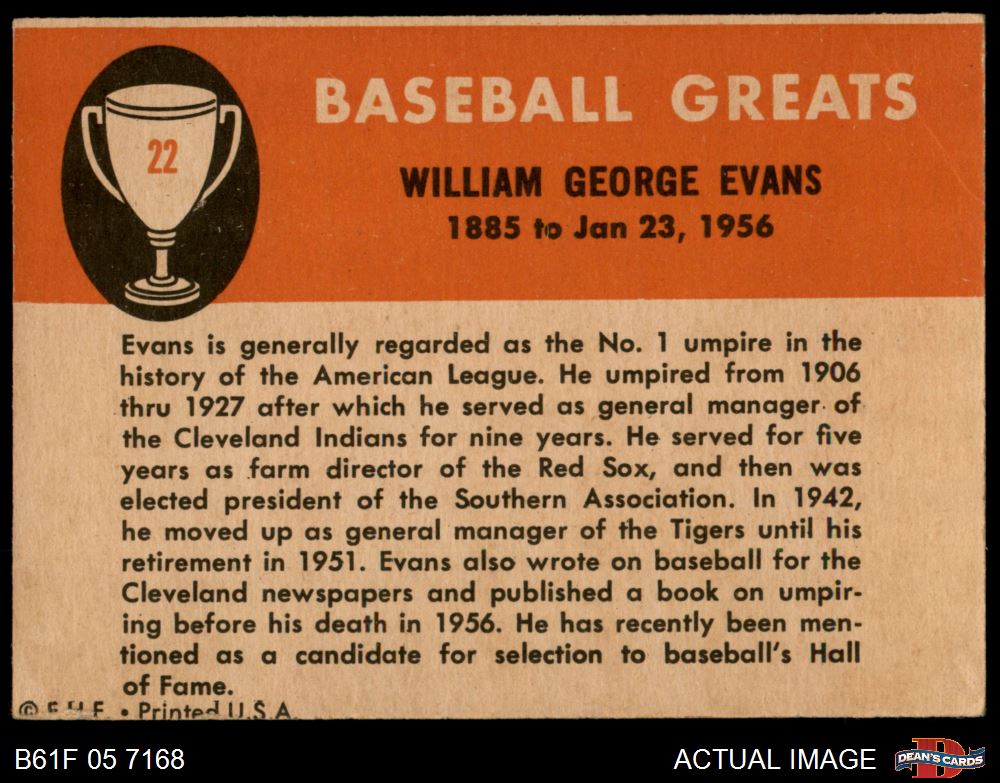 22
BASEBALL GREATS
WILLIAM GEORGE EVANS
1885 to Jan 23, 1956
Evans is generally regarded as the No. 1 umpire in the
history of the American League. He umpired from 1906
thru 1927 after which he served as general manager of
the Cleveland Indians for nine years. He served for five
years as farm director of the Red Sox, and then was
elected president of the Southern Association. In 1942,
he moved up as general manager of the Tigers until his
retirement in 1951. Evans also wrote on baseball for the
Cleveland newspapers and published a book on umpir-
ing before his death in 1956. He has recently been men-
tioned as a candidate for selection to baseball's Hall
of Fame.
© F.H.F. • Printed U.S.A.
B61F 05 7168
ACTUAL IMAGE
D
DEAN'S CARDS